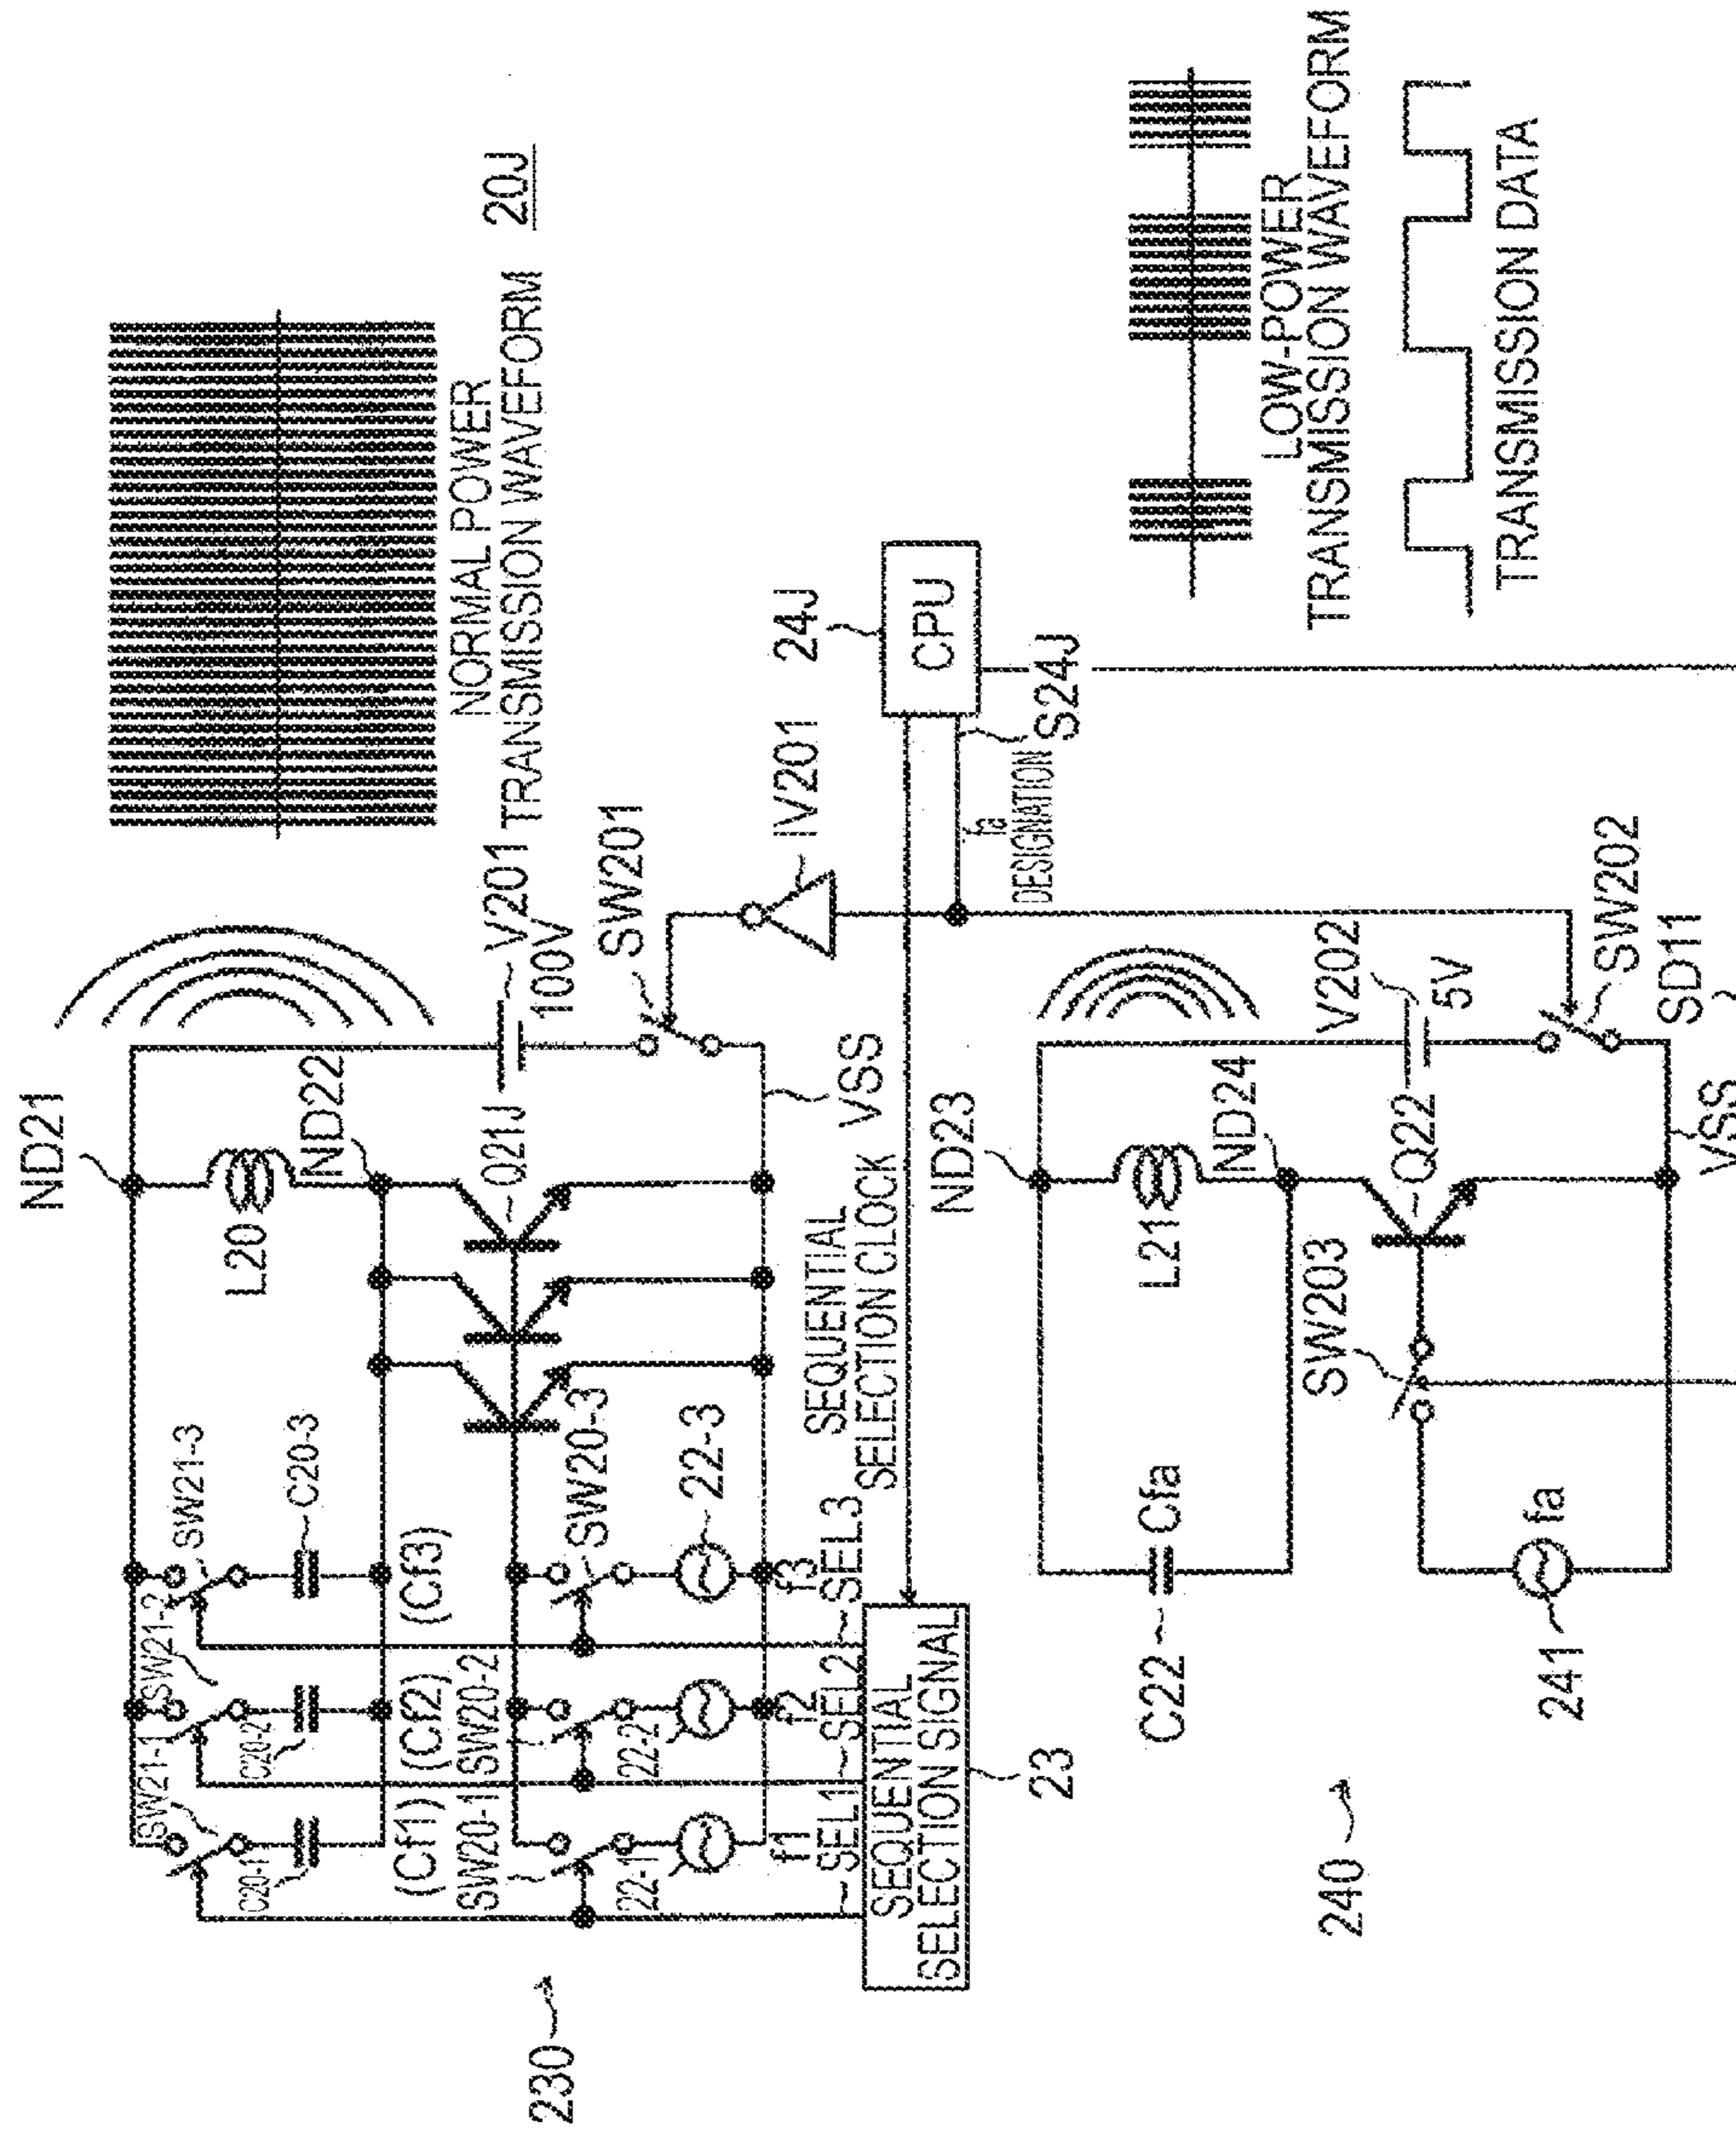 ND21
L20
ND22
Q21J
V201
100V
SW201
VSS
NORMAL POWER
TRANSMISSION WAVEFORM
20J
SW21-1
SW21-2
SW21-3
C20-1
C20-2
C20-3
(Cf1)
(Cf2)
(Cf3)
SW20-1
SW20-2
SW20-3
22-1
22-2
22-3
f1
f2
f3
SEL1
SEL2
SEL3
SEQUENTIAL
SELECTION SIGNAL
23
230
SEQUENTIAL
SELECTION CLOCK
IV201
24J
CPU
fa
DESIGNATION
S24J
ND23
L21
ND24
Q22
V202
5V
SW202
SD11
VSS
SW203
C22
Cfa
241
fa
240
LOW-POWER
TRANSMISSION WAVEFORM
TRANSMISSION DATA